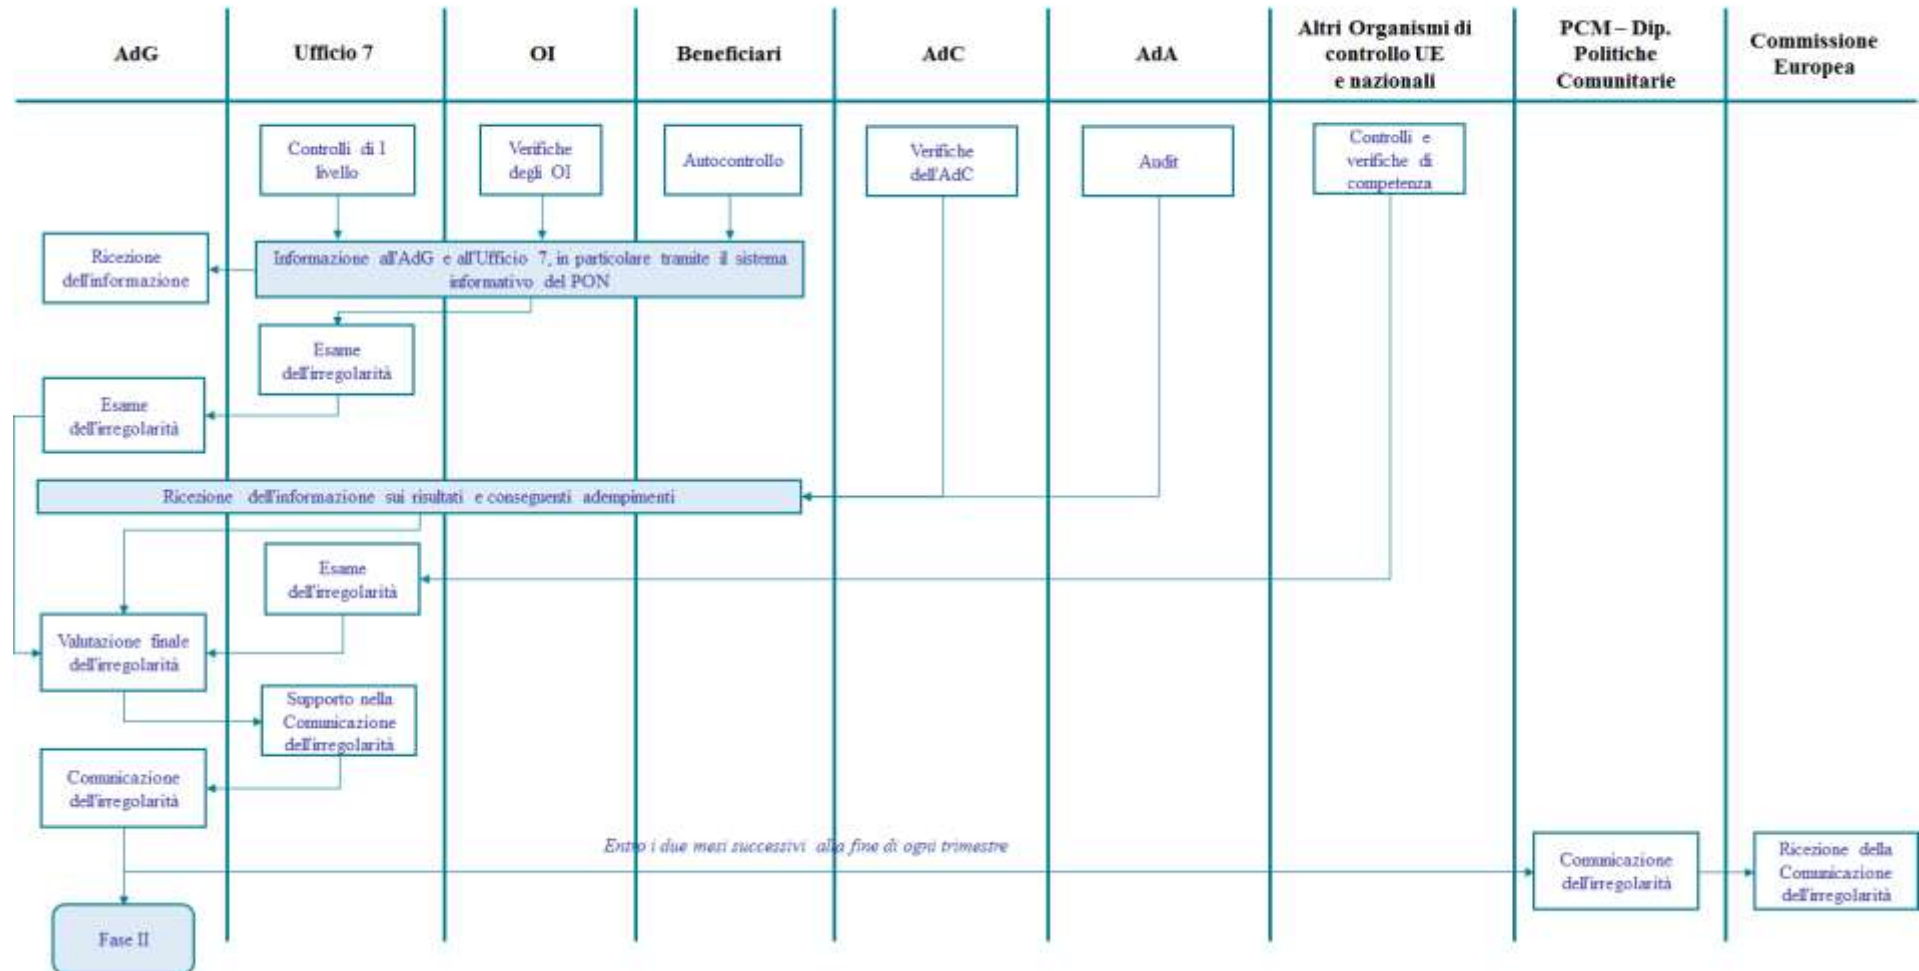 AdG
Ufficio 7
OI
Beneficiari
AdC
AdA
Altri Organismi di
controllo UE
e nazionali
PCM – Dip.
Politiche
Comunitarie
Commissione
Europea
Controlli di I
livello
Verifiche
degli OI
Autocontrollo
Verifiche
dell'AdC
Audit
Controlli e
verifiche di
competenza
Ricezione
dell'informazione
Informazione all'AdG e all'Ufficio 7, in particolare tramite il sistema
informativo del PON
Esame
dell'irregolarità
Esame
dell'irregolarità
Ricezione dell'informazione sui risultati e conseguenti adempimenti
Esame
dell'irregolarità
Valutazione finale
dell'irregolarità
Supporto nella
Comunicazione
dell'irregolarità
Comunicazione
dell'irregolarità
Entro i due mesi successivi alla fine di ogni trimestre
Comunicazione
dell'irregolarità
Ricezione della
Comunicazione
dell'irregolarità
Fase II